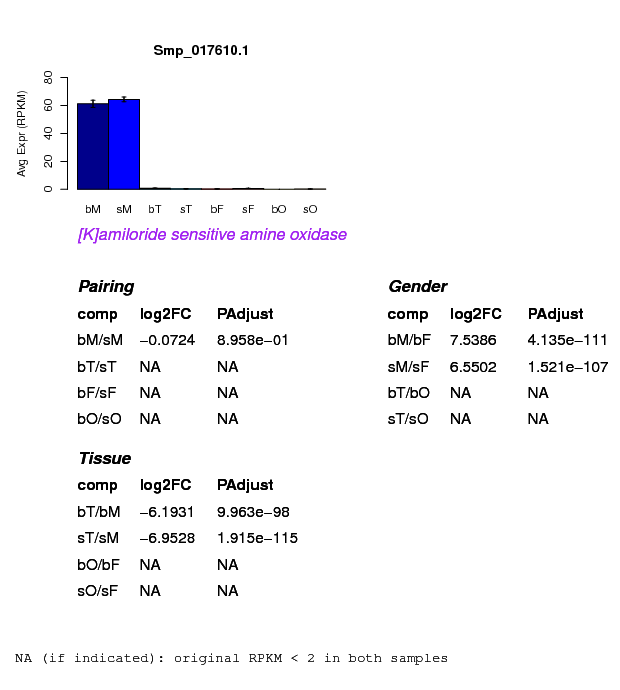 Smp_017610.1
Avg Expr (RPKM)
80
60
40
20
0
bM sM bT sT bF sF bO sO
[K]amiloride sensitive amine oxidase
Pairing
comp log2FC PAdjust
bM/sM −0.0724 8.958e−01
bT/sT NA NA
bF/sF NA NA
bO/sO NA NA
Gender
comp log2FC PAdjust
bM/bF 7.5386 4.135e−111
sM/sF 6.5502 1.521e−107
bT/bO NA NA
sT/sO NA NA
Tissue
comp log2FC PAdjust
bT/bM −6.1931 9.963e−98
sT/sM −6.9528 1.915e−115
bO/bF NA NA
sO/sF NA NA
NA (if indicated): original RPKM < 2 in both samples